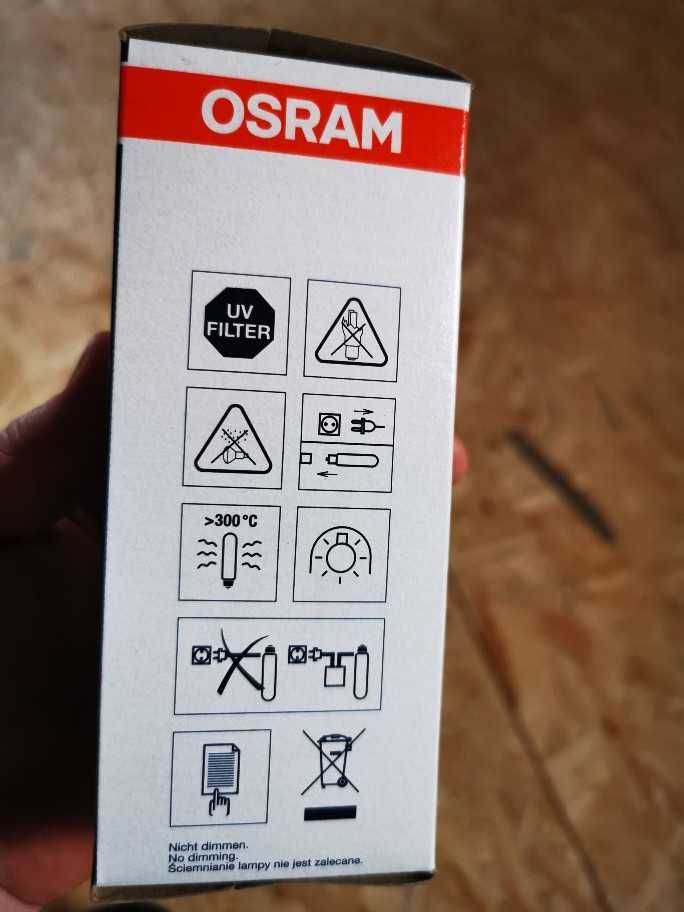 OSRAM
UV
FILTER
>300°C
Nicht dimmen.
No dimming.
Ściemnianie lampy nie jest zalecane.